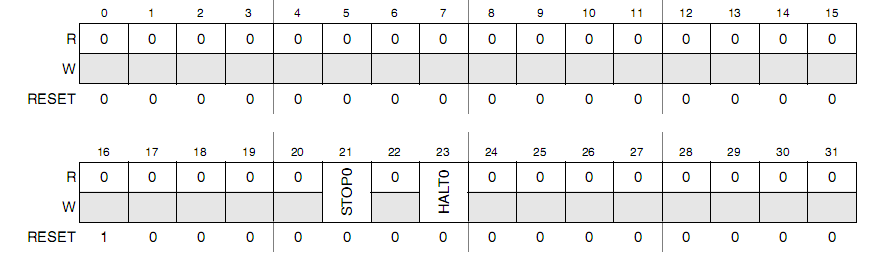 0 1 2 3 4 5 6 7 8 9 10 11 12 13 14 15
R 0 0 0 0 0 0 0 0 0 0 0 0 0 0 0 0
W
RESET 0 0 0 0 0 0 0 0 0 0 0 0 0 0 0 0
16 17 18 19 20 21 22 23 24 25 26 27 28 29 30 31
R 0 0 0 0 0 STOP0 0 HALT0 0 0 0 0 0 0 0 0
W
RESET 1 0 0 0 0 0 0 0 0 0 0 0 0 0 0 0